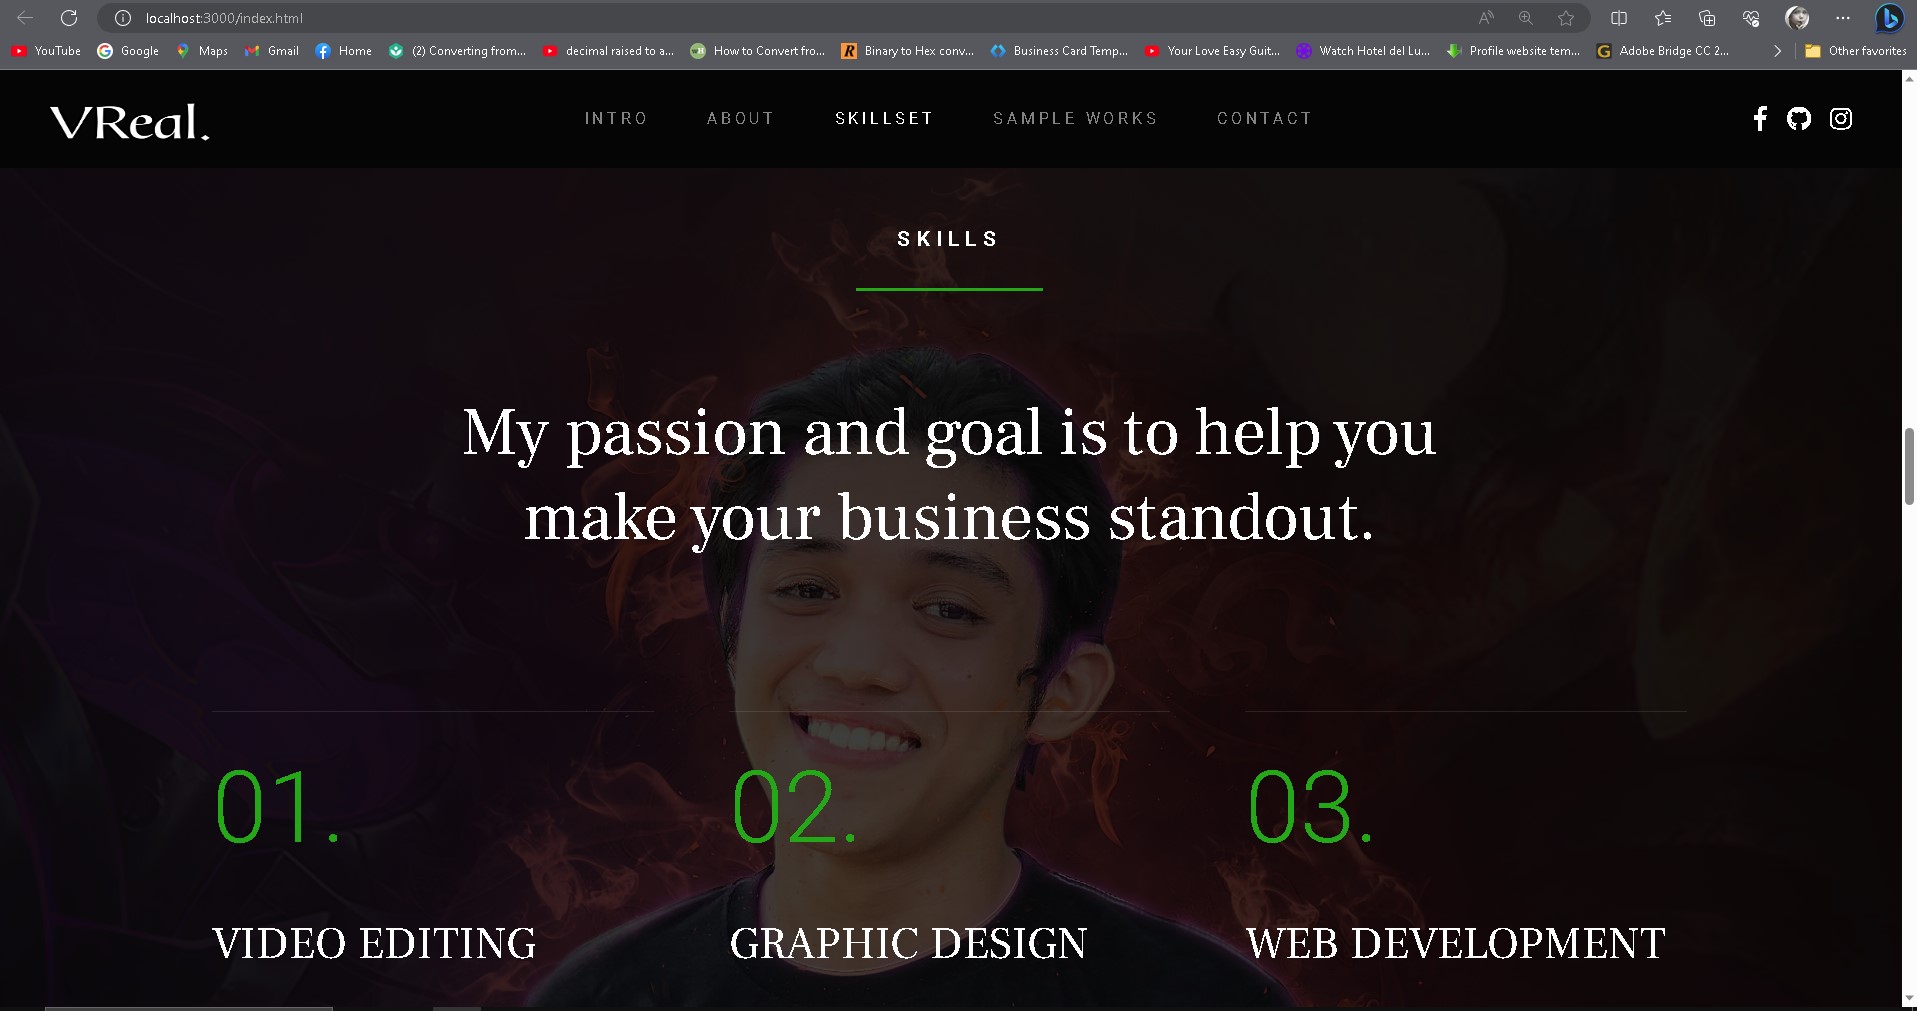 localhost:3000/index.html
YouTube Google Maps Gmail Home (2) Converting from... decimal raised to a... How to Convert fro... Binary to Hex conv... Business Card Temp... Your Love Easy Guit... Watch Hotel del Lu... Profile website tem... Adobe Bridge CC 2... Other favorites
VReal. INTRO ABOUT SKILLSET SAMPLE WORKS CONTACT
SKILLS
My passion and goal is to help you
make your business standout.
01. 02. 03.
VIDEO EDITING GRAPHIC DESIGN WEB DEVELOPMENT